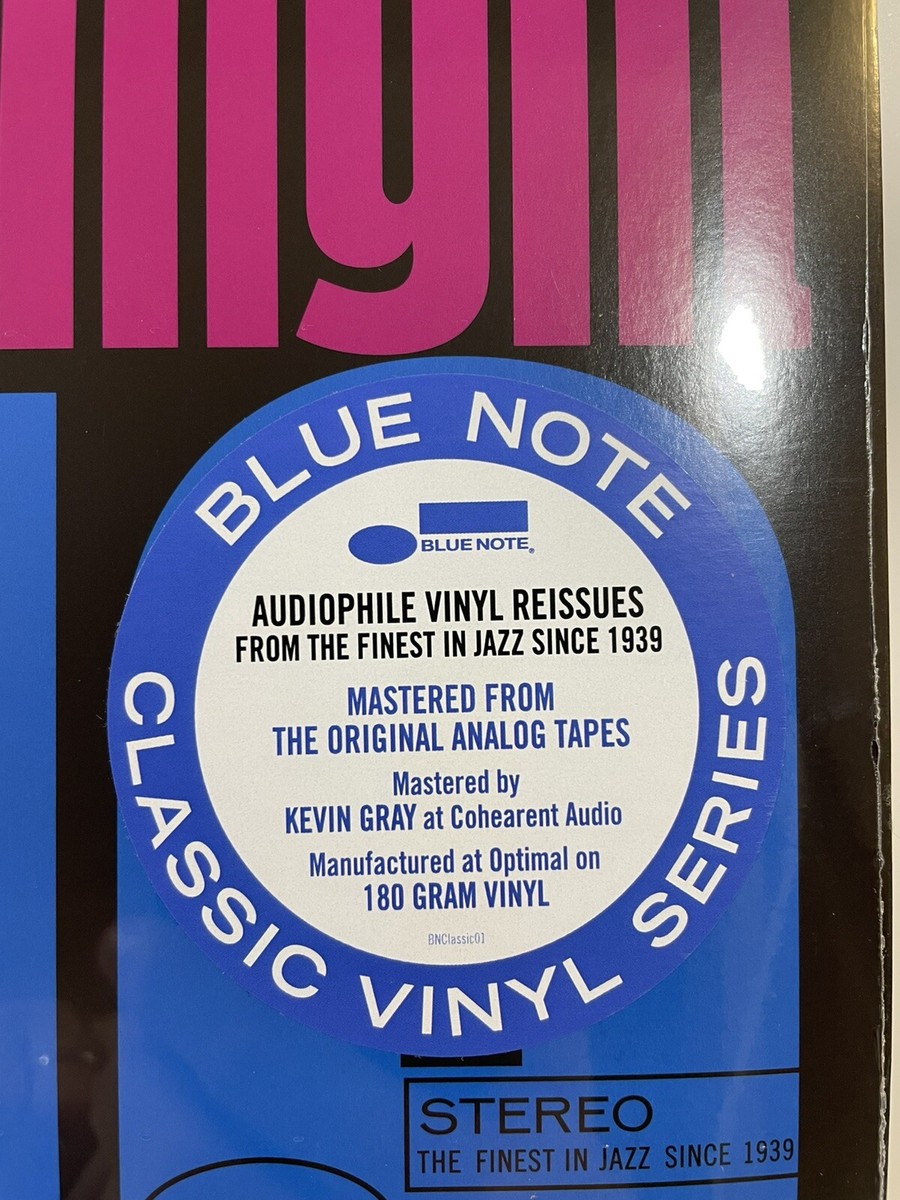 BLUE NOTE
BLUE NOTE®
AUDIOPHILE VINYL REISSUES
FROM THE FINEST IN JAZZ SINCE 1939
MASTERED FROM
THE ORIGINAL ANALOG TAPES
Mastered by
KEVIN GRAY at Cohearent Audio
Manufactured at Optimal on
180 GRAM VINYL
BNClassic01
CLASSIC VINYL SERIES
STEREO
THE FINEST IN JAZZ SINCE 1939